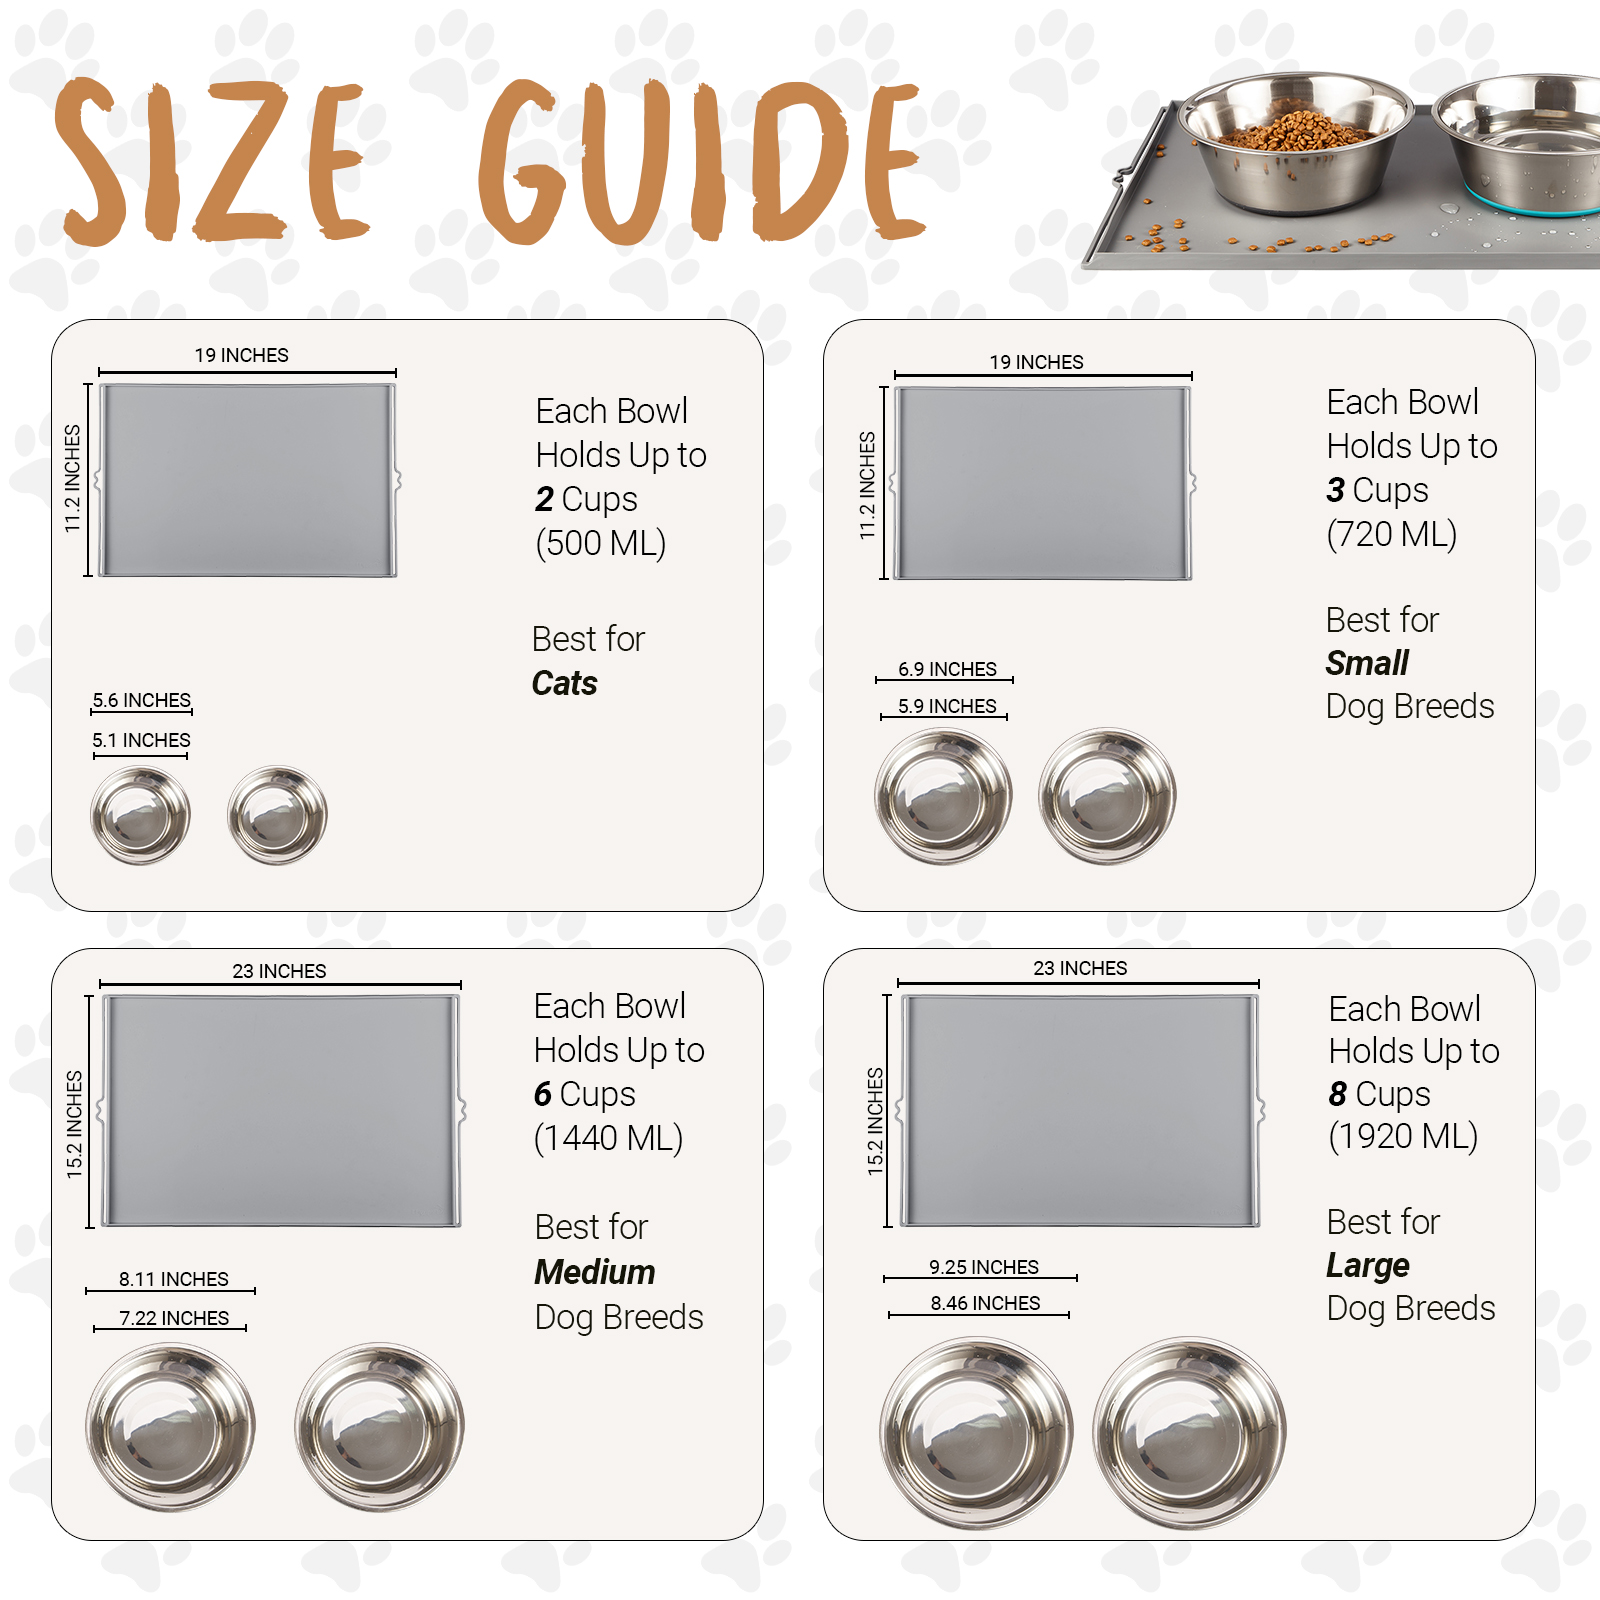 SIZE GUIDE
19 INCHES
11.2 INCHES
Each Bowl
Holds Up to
2 Cups
(500 ML)
Best for
Cats
5.6 INCHES
5.1 INCHES
19 INCHES
11.2 INCHES
Each Bowl
Holds Up to
3 Cups
(720 ML)
Best for
Small
Dog Breeds
6.9 INCHES
5.9 INCHES
23 INCHES
15.2 INCHES
Each Bowl
Holds Up to
6 Cups
(1440 ML)
Best for
Medium
Dog Breeds
8.11 INCHES
7.22 INCHES
23 INCHES
15.2 INCHES
Each Bowl
Holds Up to
8 Cups
(1920 ML)
Best for
Large
Dog Breeds
9.25 INCHES
8.46 INCHES